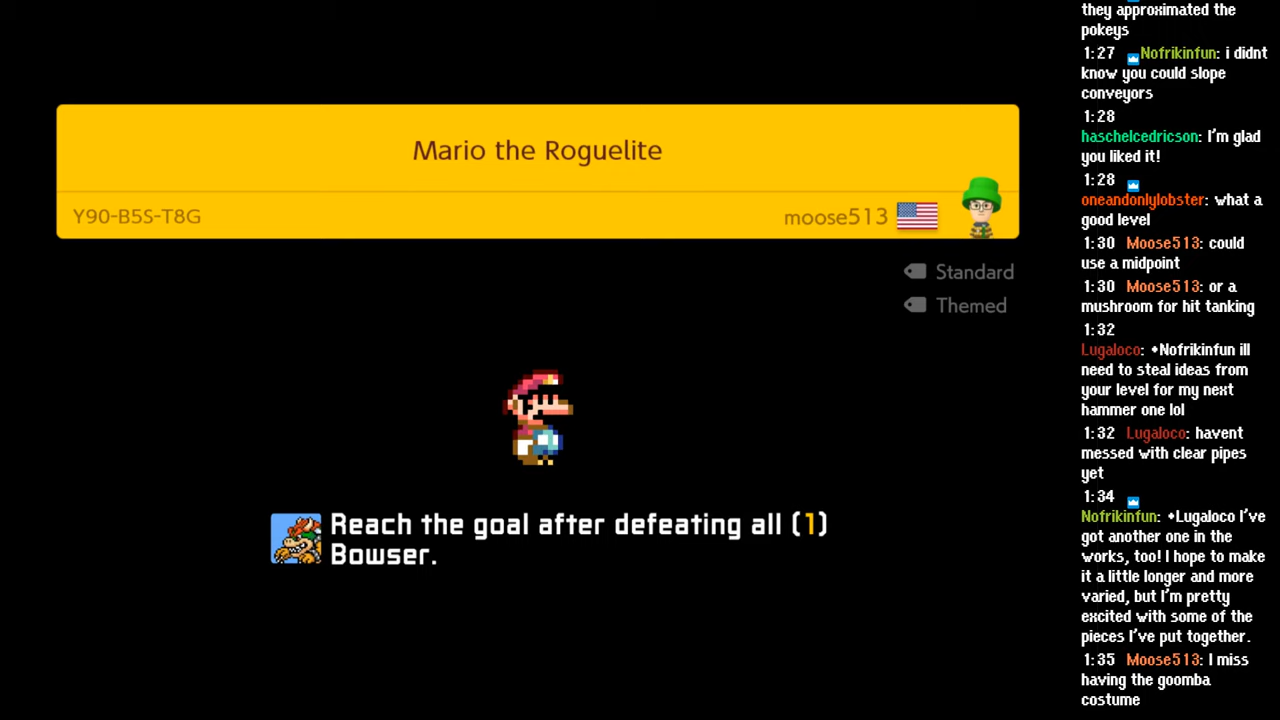 Mario the Roguelite
Y90-B5S-T8G
moose513
Standard
Themed
Reach the goal after defeating all (1)
Bowser.
they approximated the
pokeys
1:27 Nofrikinfun: i didnt
know you could slope
conveyors
1:28
haschelcedricson: I'm glad
you liked it!
1:28
oneandonlylobster: what a
good level
1:30 Moose513: could
use a midpoint
1:30 Moose513: or a
mushroom for hit tanking
1:32
Lugaloco: •Nofrikinfun ill
need to steal ideas from
your level for my next
hammer one lol
1:32 Lugaloco: havent
messed with clear pipes
yet
1:34
Nofrikinfun: •Lugaloco I've
got another one in the
works, too! I hope to make
it a little longer and more
varied, but I'm pretty
excited with some of the
pieces I've put together.
1:35 Moose513: I miss
having the goomba
costume